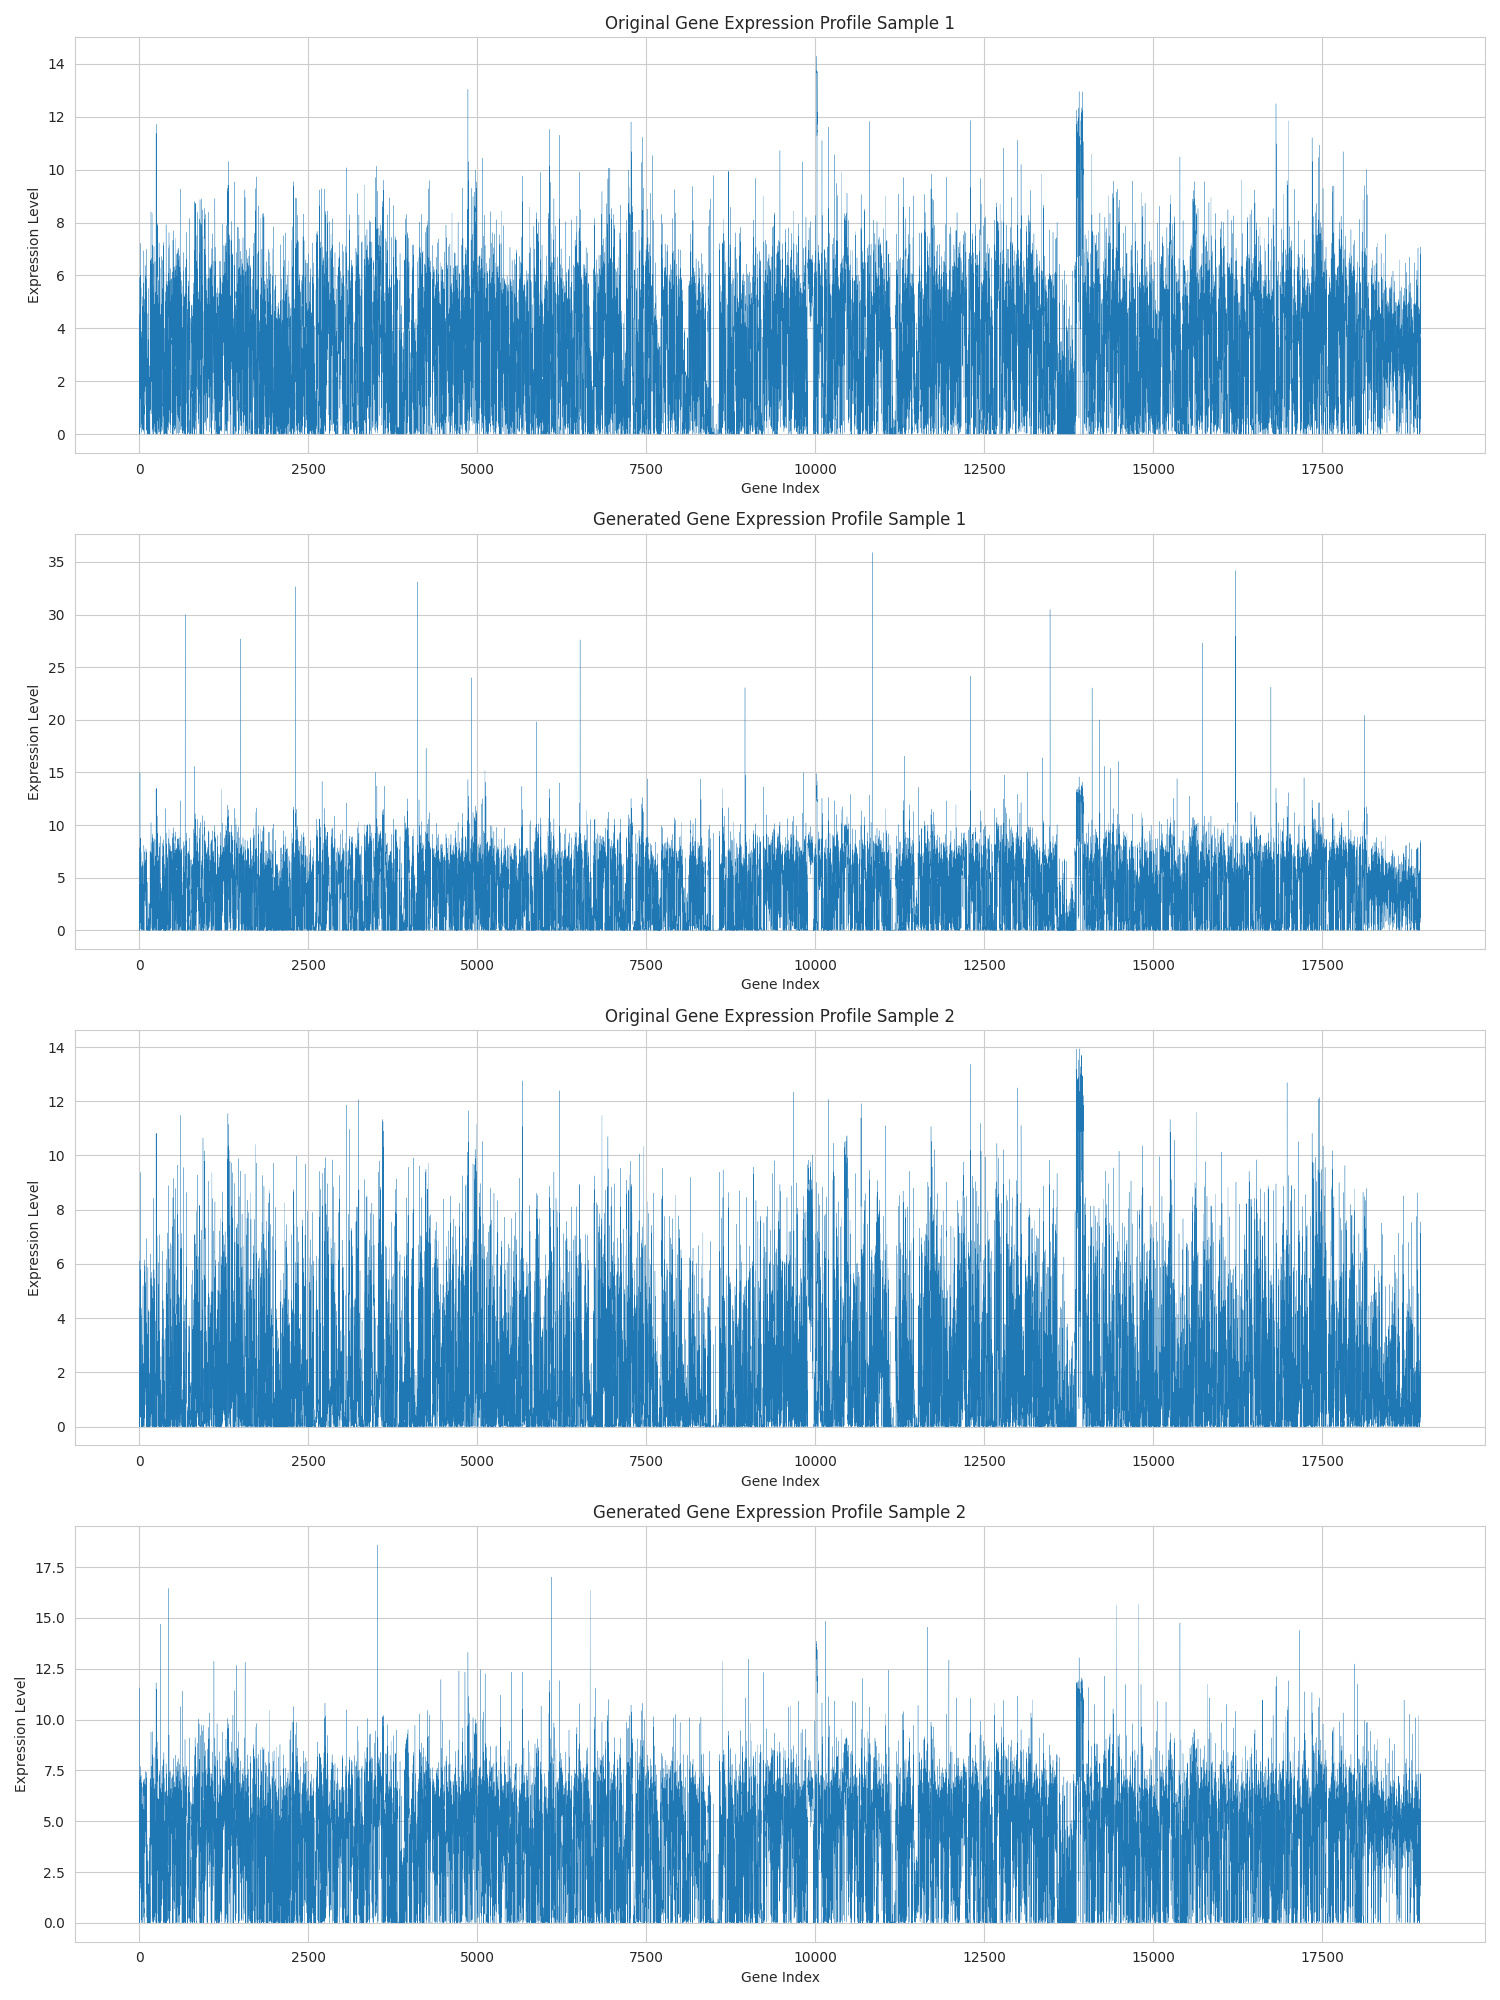 Original Gene Expression Profile Sample 1
Expression Level
14
12
10
8
6
4
2
0
0 2500 5000 7500 10000 12500 15000 17500
Gene Index
Generated Gene Expression Profile Sample 1
Expression Level
35
30
25
20
15
10
5
0
0 2500 5000 7500 10000 12500 15000 17500
Gene Index
Original Gene Expression Profile Sample 2
Expression Level
14
12
10
8
6
4
2
0
0 2500 5000 7500 10000 12500 15000 17500
Gene Index
Generated Gene Expression Profile Sample 2
Expression Level
17.5
15.0
12.5
10.0
7.5
5.0
2.5
0.0
0 2500 5000 7500 10000 12500 15000 17500
Gene Index